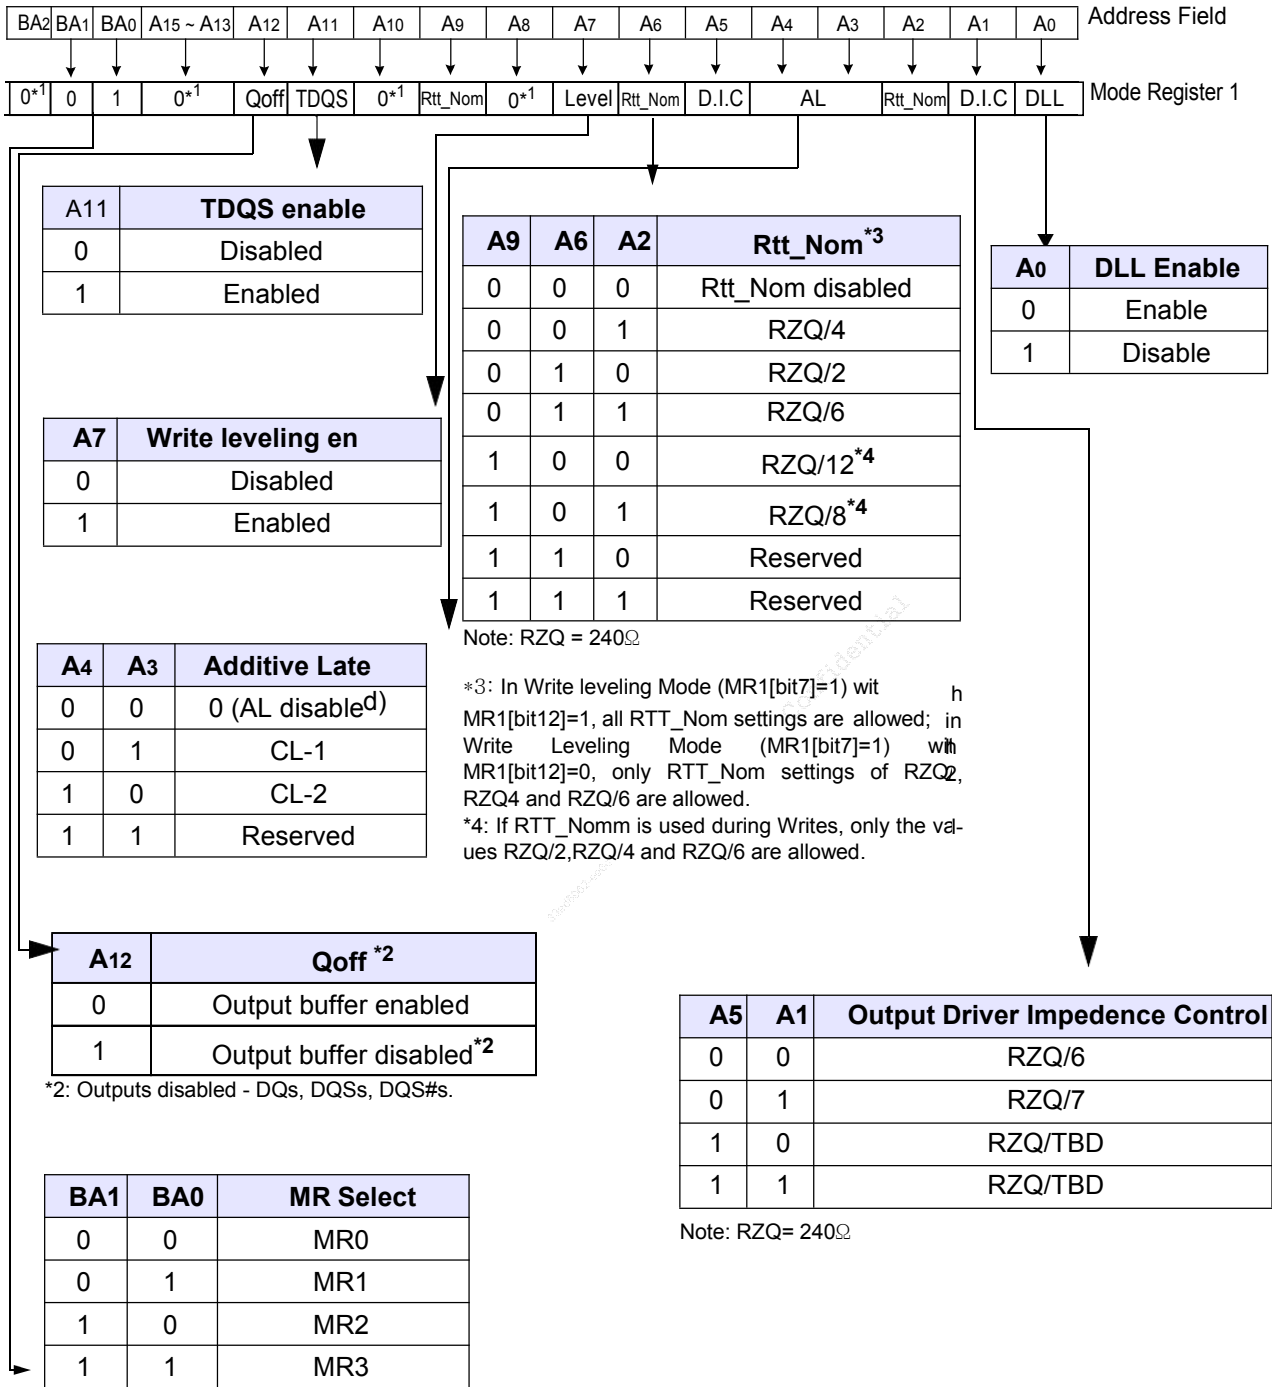 BA2 BA1 BA0 A15 ~ A13 A12 A11 A10 A9 A8 A7 A6 A5 A4 A3 A2 A1 A0 Address Field
0*1 0 1 0*1 Qoff TDQS 0*1 Rtt_Nom 0*1 Level Rtt_Nom D.I.C AL Rtt_Nom D.I.C DLL Mode Register 1
A11 TDQS enable
0 Disabled
1 Enabled
A9 A6 A2 Rtt_Nom*3
0 0 0 Rtt_Nom disabled
0 0 1 RZQ/4
0 1 0 RZQ/2
0 1 1 RZQ/6
1 0 0 RZQ/12*4
1 0 1 RZQ/8*4
1 1 0 Reserved
1 1 1 Reserved
Note: RZQ = 240Ω
A0 DLL Enable
0 Enable
1 Disable
A7 Write leveling en
0 Disabled
1 Enabled
A4 A3 Additive Late
0 0 0 (AL disabled)
0 1 CL-1
1 0 CL-2
1 1 Reserved
*3: In Write leveling Mode (MR1[bit7]=1) wit h
MR1[bit12]=1, all RTT_Nom settings are allowed; in
Write Leveling Mode (MR1[bit7]=1) with
MR1[bit12]=0, only RTT_Nom settings of RZQ2,
RZQ4 and RZQ/6 are allowed.
*4: If RTT_Nomm is used during Writes, only the val-
ues RZQ/2,RZQ/4 and RZQ/6 are allowed.
Confidential
A12 Qoff *2
0 Output buffer enabled
1 Output buffer disabled*2
*2: Outputs disabled - DQs, DQSs, DQS#s.
A5 A1 Output Driver Impedence Control
0 0 RZQ/6
0 1 RZQ/7
1 0 RZQ/TBD
1 1 RZQ/TBD
Note: RZQ= 240Ω
BA1 BA0 MR Select
0 0 MR0
0 1 MR1
1 0 MR2
1 1 MR3